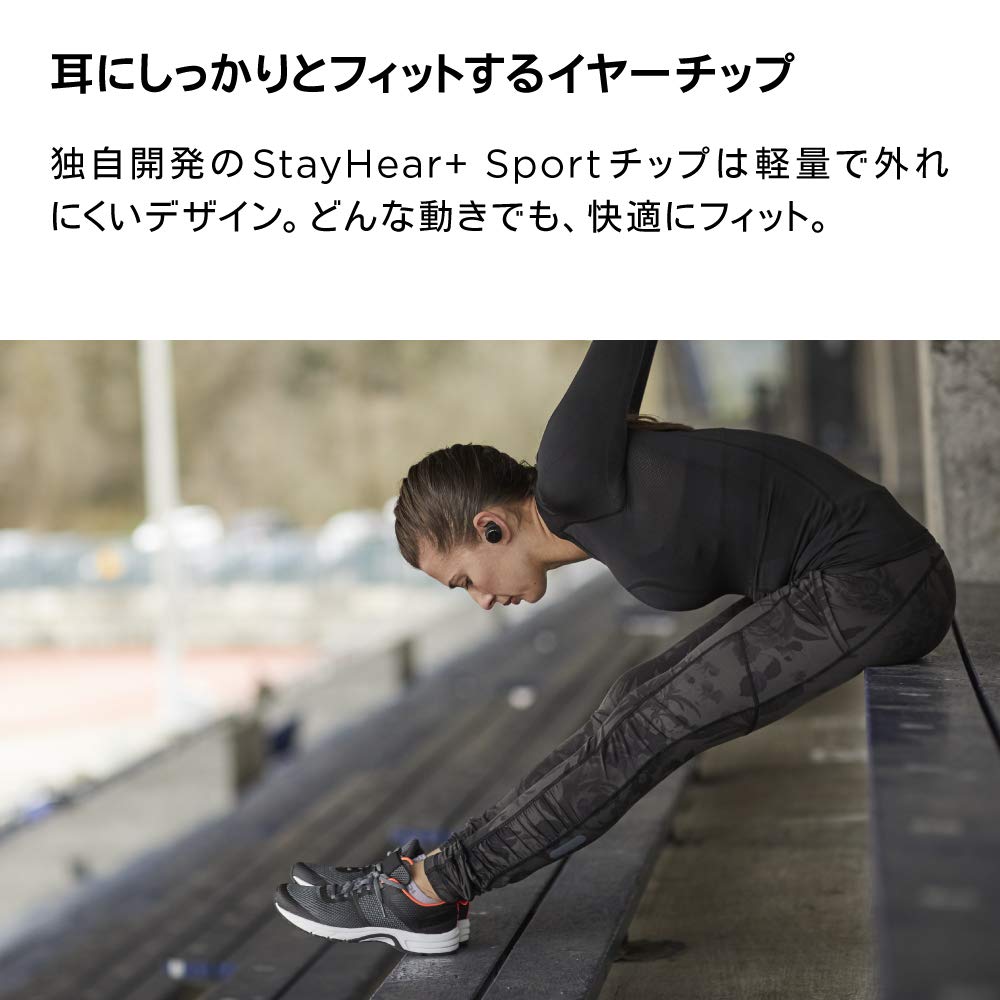 耳にしっかりとフィットするイヤーチップ
独自開発のStayHear+ Sportチップは軽量で外れ
にくいデザイン。どんな動きでも、快適にフィット。